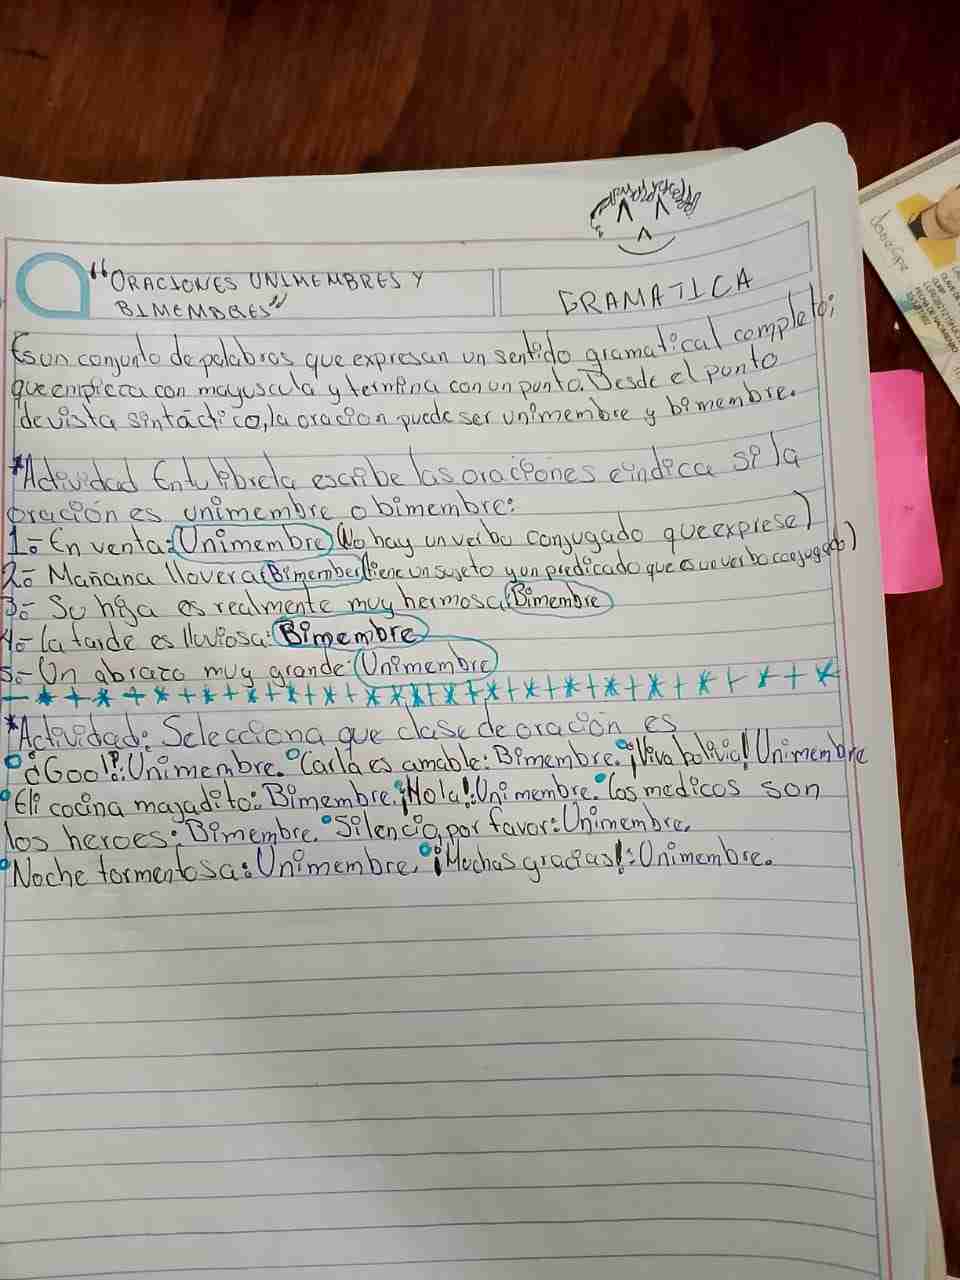 "ORACIONES UNIMEMBRES Y
BIMEMBRES"
GRAMATICA
Es un conjunto de palabras que expresan un sentido gramatical completo;
que empieza con mayuscula y termina con un punto. Desde el punto
de vista sintáctico, la oracion puede ser unimembre y bimembre.
*Actividad En tu libreta escribe las oraciones e indica si la
oración es unimembre o bimembre:
1:- En venta: Unimembre (No hay un verbo conjugado que exprese)
2:- Mañana llovera Bimember (tiene un sujeto y un predicado que es un verbo conjugado)
3:- Su hija es realmente muy hermosa: Bimembre
4:- la tarde es lluviosa: Bimembre
5:- Un abrazo muy grande: Unimembre
*Actividad: Selecciona que clase de oración es
¡Gool!: Unimembre. Carla es amable: Bimembre. ¡Viva bolivia! Unimembre
Eli cocina majadito: Bimembre. ¡Hola!: Unimembre. Los medicos son
los heroes: Bimembre. Silencio, por favor: Unimembre.
Noche tormentosa: Unimembre. ¡Muchas gracias!: Unimembre.